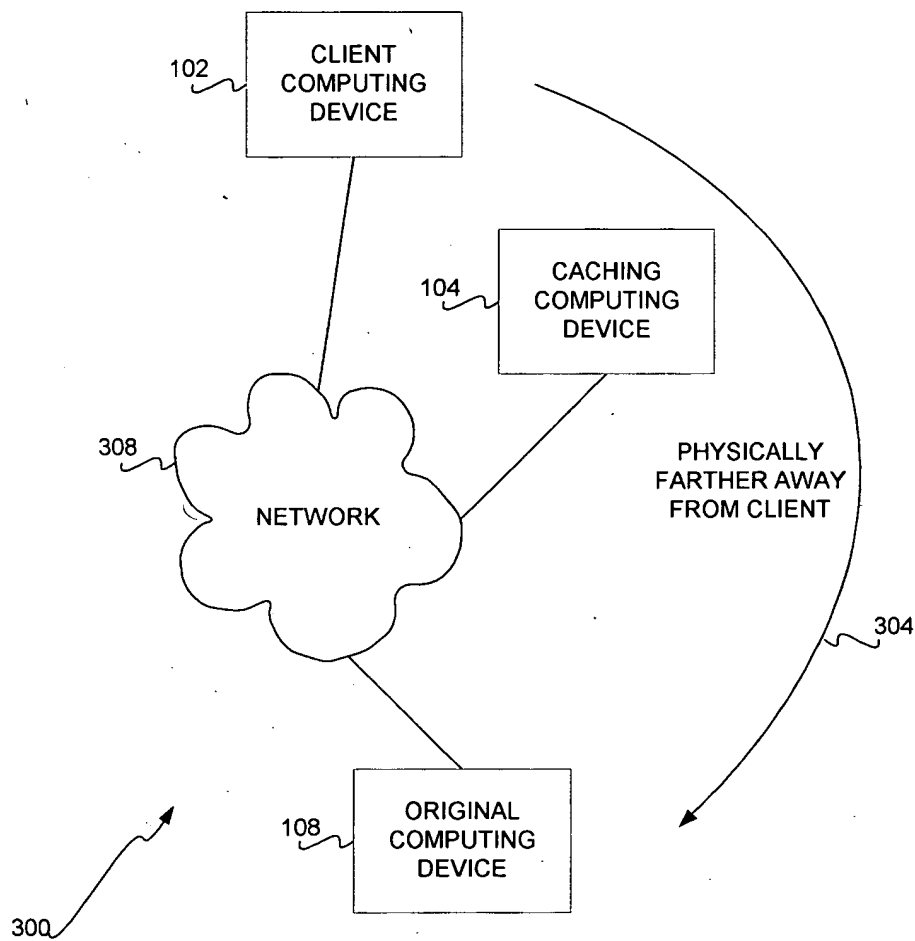 CLIENT
COMPUTING
DEVICE
102
CACHING
COMPUTING
DEVICE
104
308
NETWORK
PHYSICALLY
FARTHER AWAY
FROM CLIENT
304
ORIGINAL
COMPUTING
DEVICE
108
300